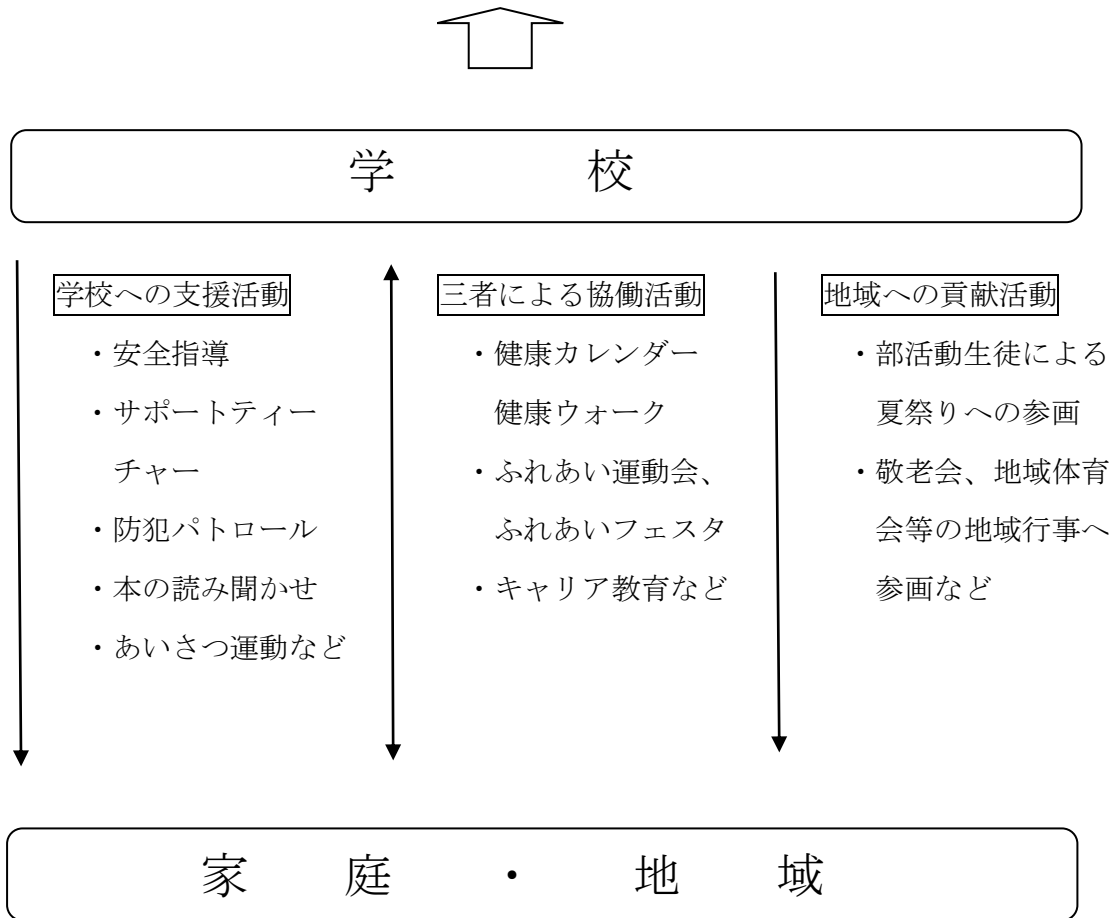 学校
学校への支援活動
・安全指導
・サポートティー
チャー
・防犯パトロール
・本の読み聞かせ
・あいさつ運動など
三者による協働活動
・健康カレンダー
健康ウォーク
・ふれあい運動会、
ふれあいフェスタ
・キャリア教育など
地域への貢献活動
・部活動生徒による
夏祭りへの参画
・敬老会、地域体育
会等の地域行事へ
参画など
家庭・地域